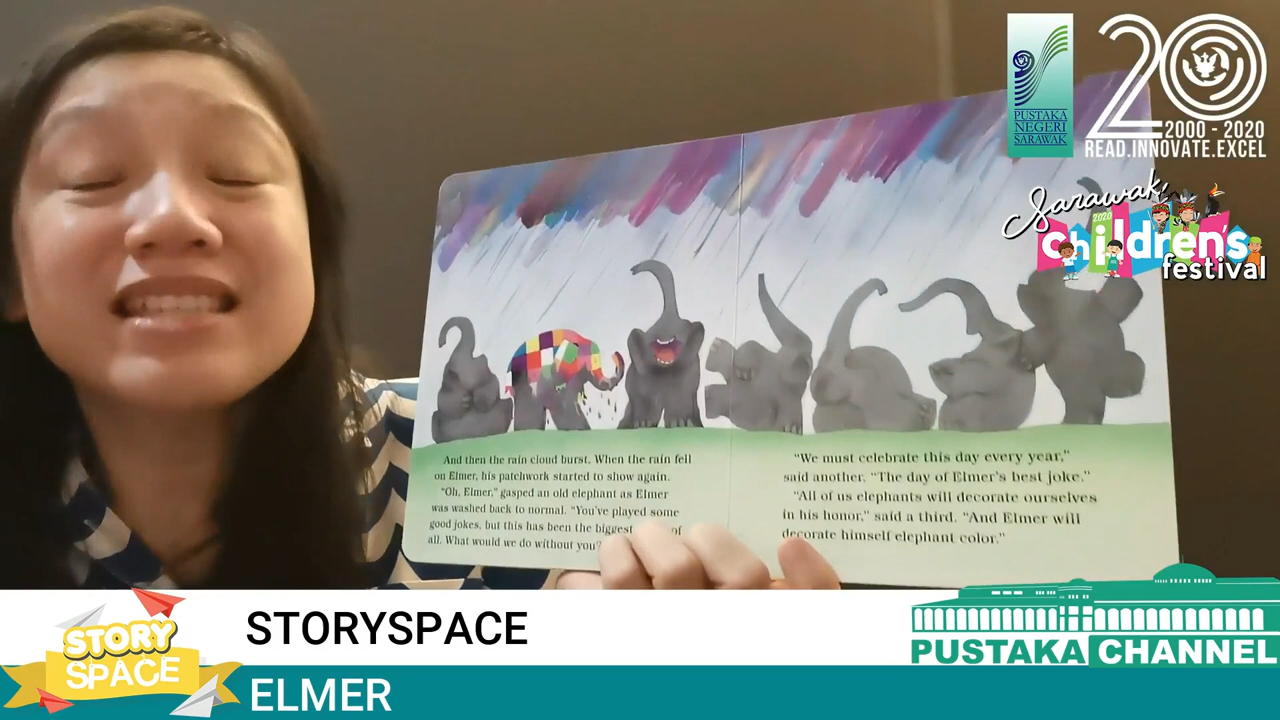 PUSTAKA
NEGERI
SARAWAK
20
2000 - 2020
READ.INNOVATE.EXCEL
Sarawak
2020
children's
festival
And then the rain cloud burst. When the rain fell
on Elmer, his patchwork started to show again.
"Oh, Elmer," gasped an old elephant as Elmer
was washed back to normal. "You've played some
good jokes, but this has been the biggest of
all. What would we do without you?
"We must celebrate this day every year,"
said another. "The day of Elmer's best joke."
"All of us elephants will decorate ourselves
in his honor," said a third. "And Elmer will
decorate himself elephant color."
STORY
SPACE
STORYSPACE
ELMER
PUSTAKA CHANNEL